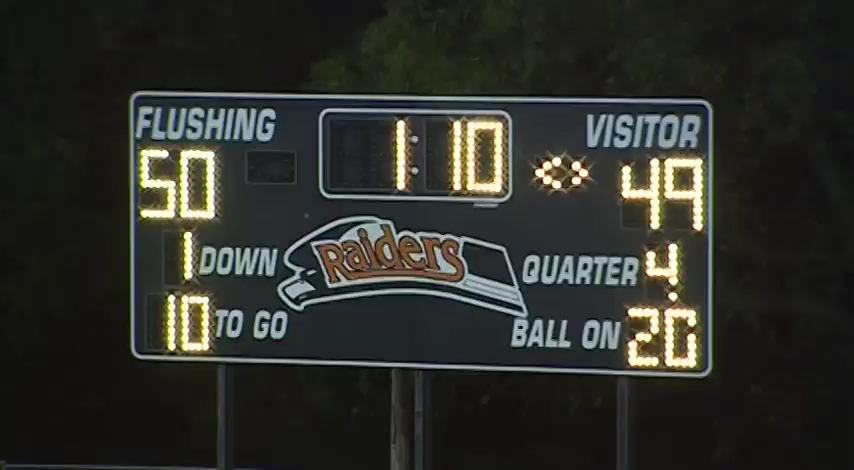 FLUSHING 1:10 VISITOR
50 49
1 DOWN Raiders QUARTER 4
10 TO GO BALL ON 20